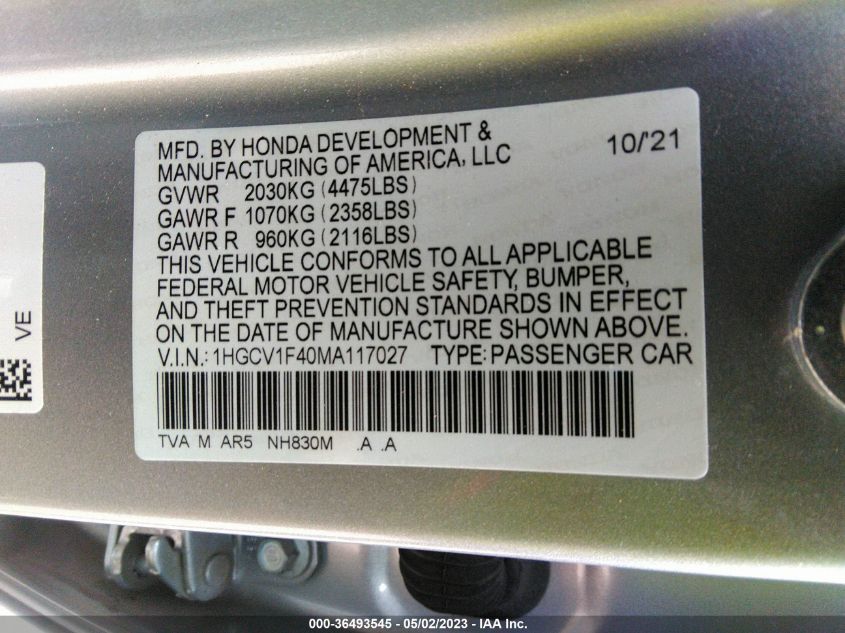 MFD. BY HONDA DEVELOPMENT & 10/'21
MANUFACTURING OF AMERICA, LLC
GVWR 2030KG (4475LBS)
GAWR F 1070KG (2358LBS)
GAWR R 960KG (2116LBS)
THIS VEHICLE CONFORMS TO ALL APPLICABLE
FEDERAL MOTOR VEHICLE SAFETY, BUMPER,
AND THEFT PREVENTION STANDARDS IN EFFECT
ON THE DATE OF MANUFACTURE SHOWN ABOVE.
V.I.N.: 1HGCV1F40MA117027 TYPE: PASSENGER CAR
TVA M AR5 NH830M .A .A
VE
000-36493545 - 05/02/2023 - IAA Inc.